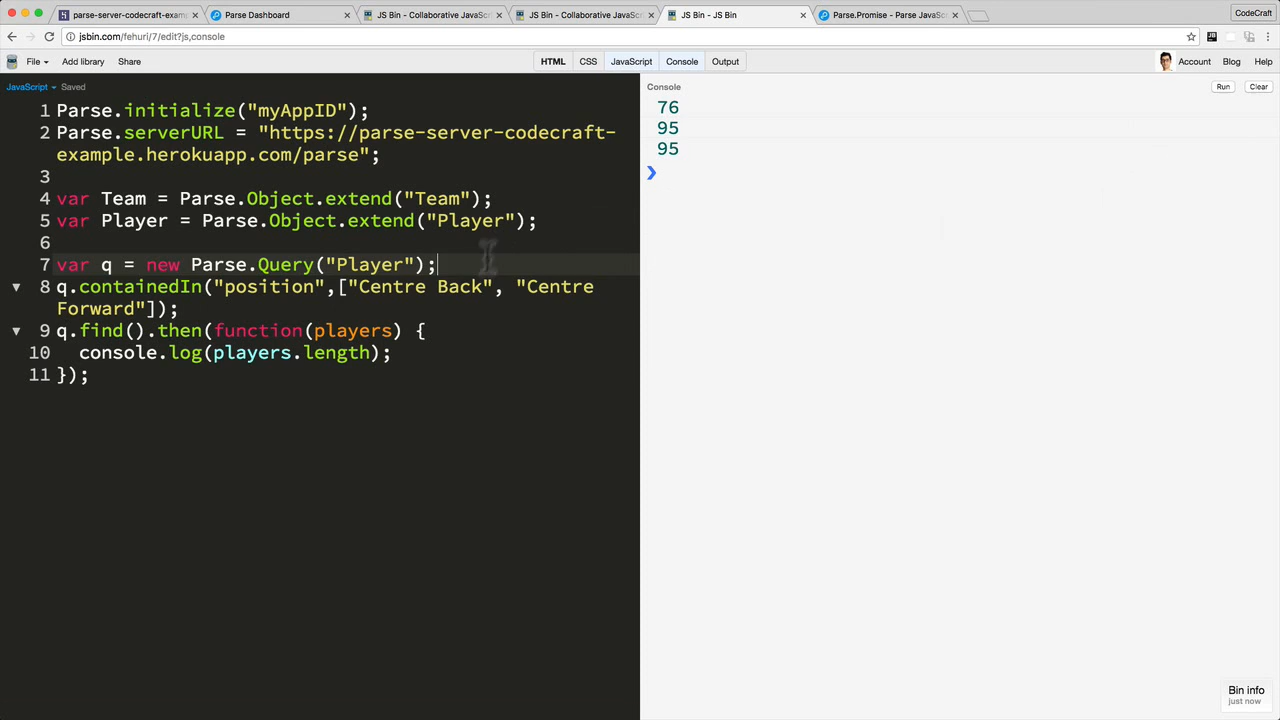 parse-server-codecraft-exam
Parse Dashboard
JS Bin - Collaborative JavaSc
JS Bin - Collaborative JavaSc
JS Bin - JS Bin
Parse.Promise - Parse JavaSc
CodeCraft
jsbin.com/fehuri/7/edit?js,console
File
Add library
Share
HTML
CSS
JavaScript
Console
Output
Account
Blog
Help
JavaScript
Saved
Console
Run
Clear
1 Parse.initialize("myAppID");
2 Parse.serverURL = "https://parse-server-codecraft-
example.herokuapp.com/parse";
3
4 var Team = Parse.Object.extend("Team");
5 var Player = Parse.Object.extend("Player");
6
7 var q = new Parse.Query("Player");
8 q.containedIn("position",["Centre Back", "Centre
Forward"]);
9 q.find().then(function(players) {
10 console.log(players.length);
11 });
76
95
95
Bin info
just now